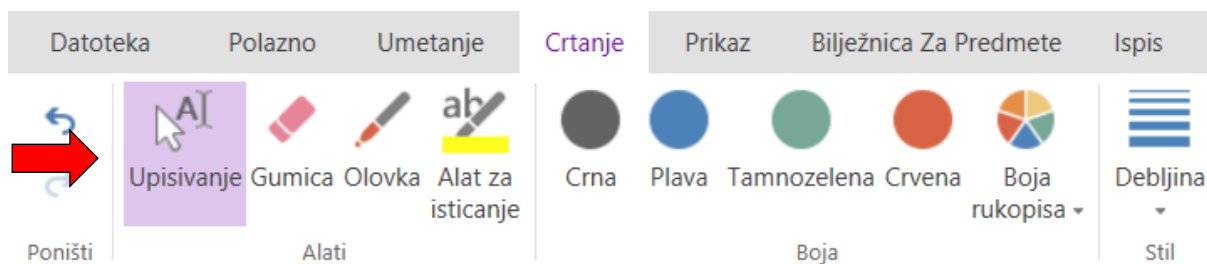 Datoteka Polazno Umetanje Crtanje Prikaz Bilježnica Za Predmete Ispis
A ab
Upisivanje Gumica Olovka Alat za isticanje Crna Plava Tamnozelena Crvena Boja rukopisa Debljina
Poništi Alati Boja Stil